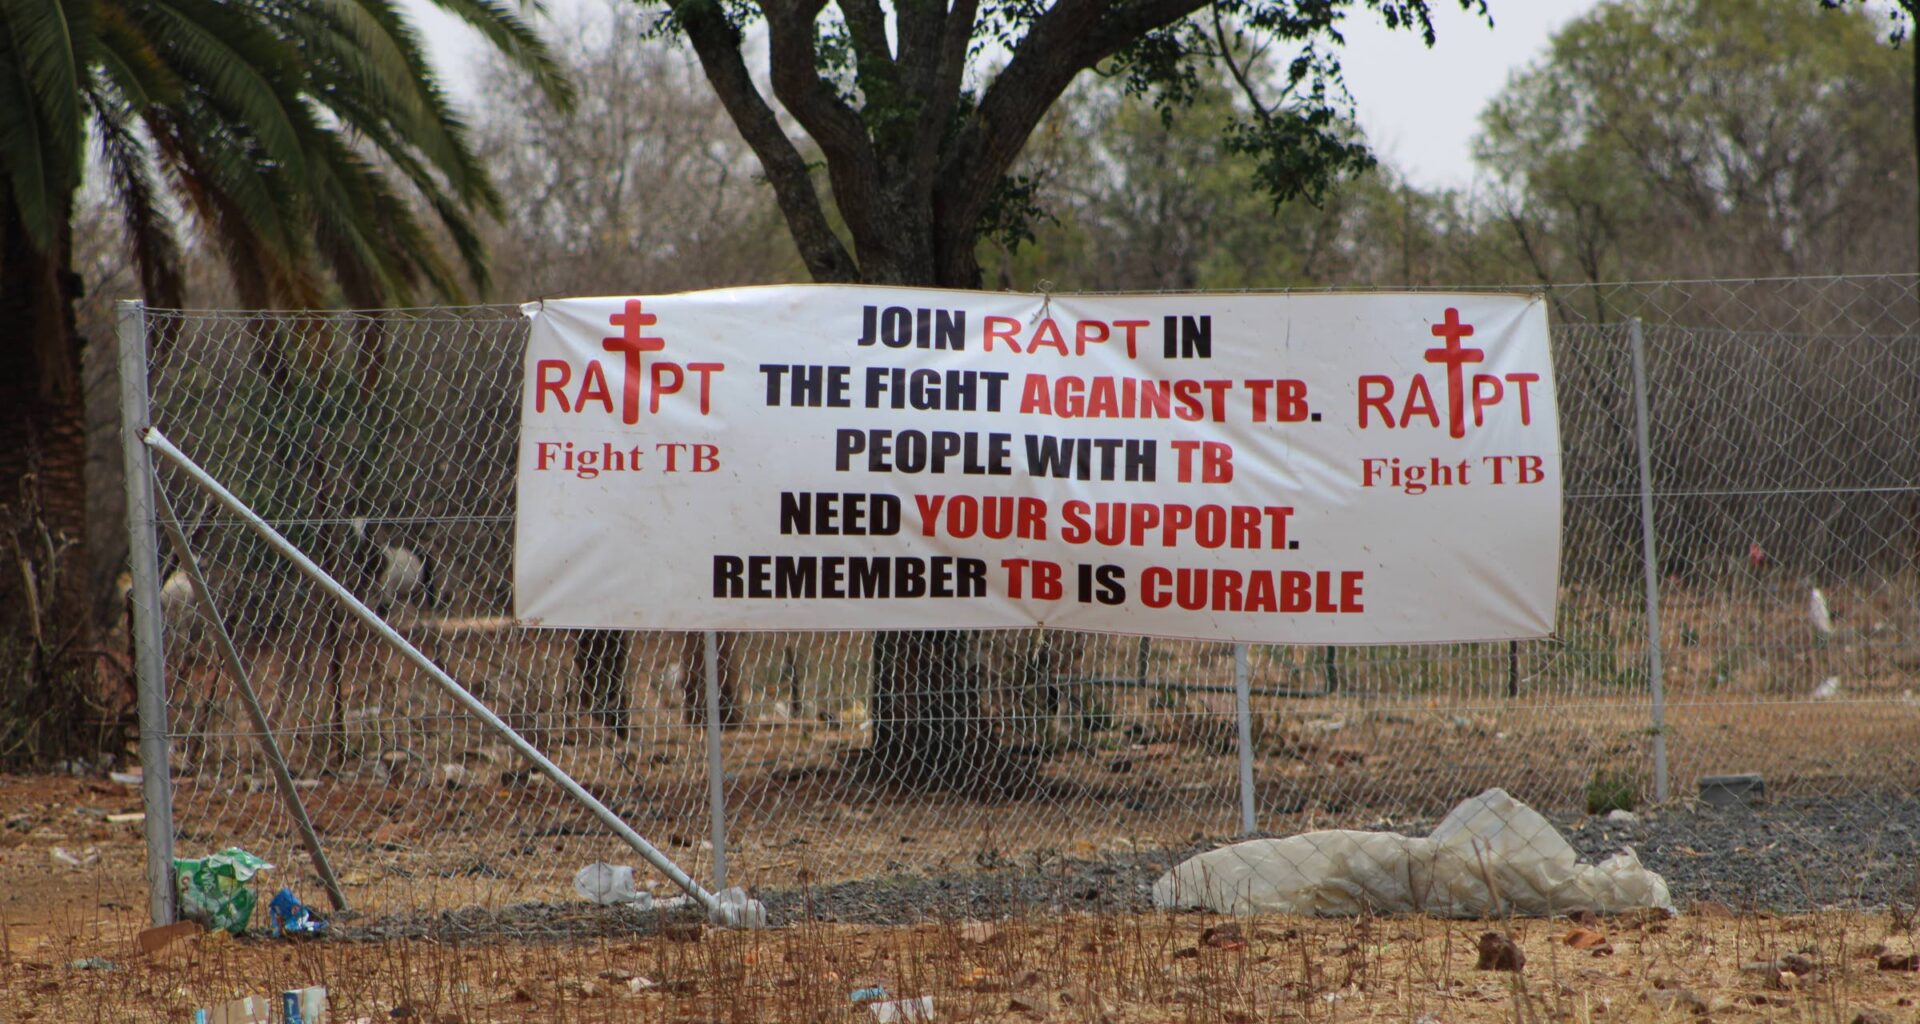 RAPT
Fight TB
JOIN RAPT IN
THE FIGHT AGAINST TB.
PEOPLE WITH TB
NEED YOUR SUPPORT.
REMEMBER TB IS CURABLE
RAPT
Fight TB